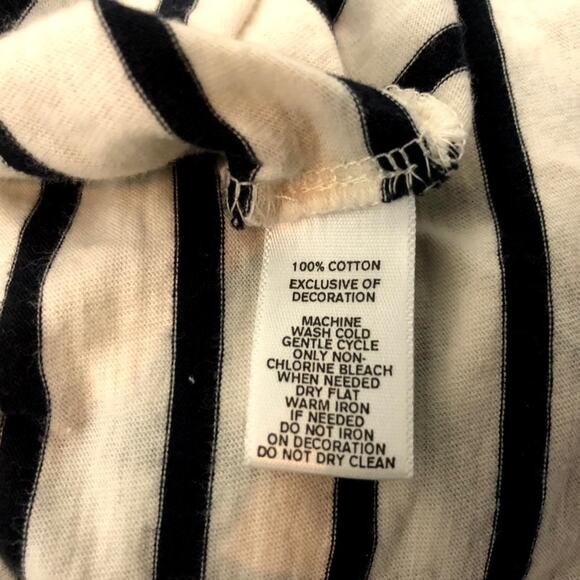 100% COTTON
EXCLUSIVE OF
DECORATION
MACHINE
WASH COLD
GENTLE CYCLE
ONLY NON-
CHLORINE BLEACH
WHEN NEEDED
DRY FLAT
WARM IRON
IF NEEDED
DO NOT IRON
ON DECORATION
DO NOT DRY CLEAN